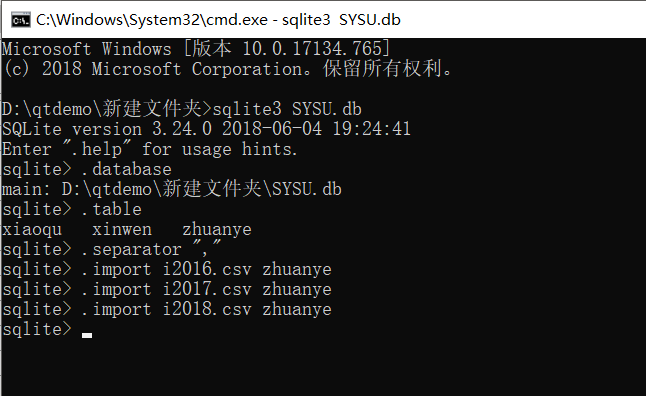 C:\Windows\System32\cmd.exe - sqlite3 SYSU.db
Microsoft Windows [版本 10.0.17134.765]
(c) 2018 Microsoft Corporation。保留所有权利。
D:\qtdemo\新建文件夹>sqlite3 SYSU.db
SQLite version 3.24.0 2018-06-04 19:24:41
Enter ".help" for usage hints.
sqlite> .database
main: D:\qtdemo\新建文件夹\SYSU.db
sqlite> .table
xiaoqu   xinwen   zhuanye
sqlite> .separator ","
sqlite> .import i2016.csv zhuanye
sqlite> .import i2017.csv zhuanye
sqlite> .import i2018.csv zhuanye
sqlite>